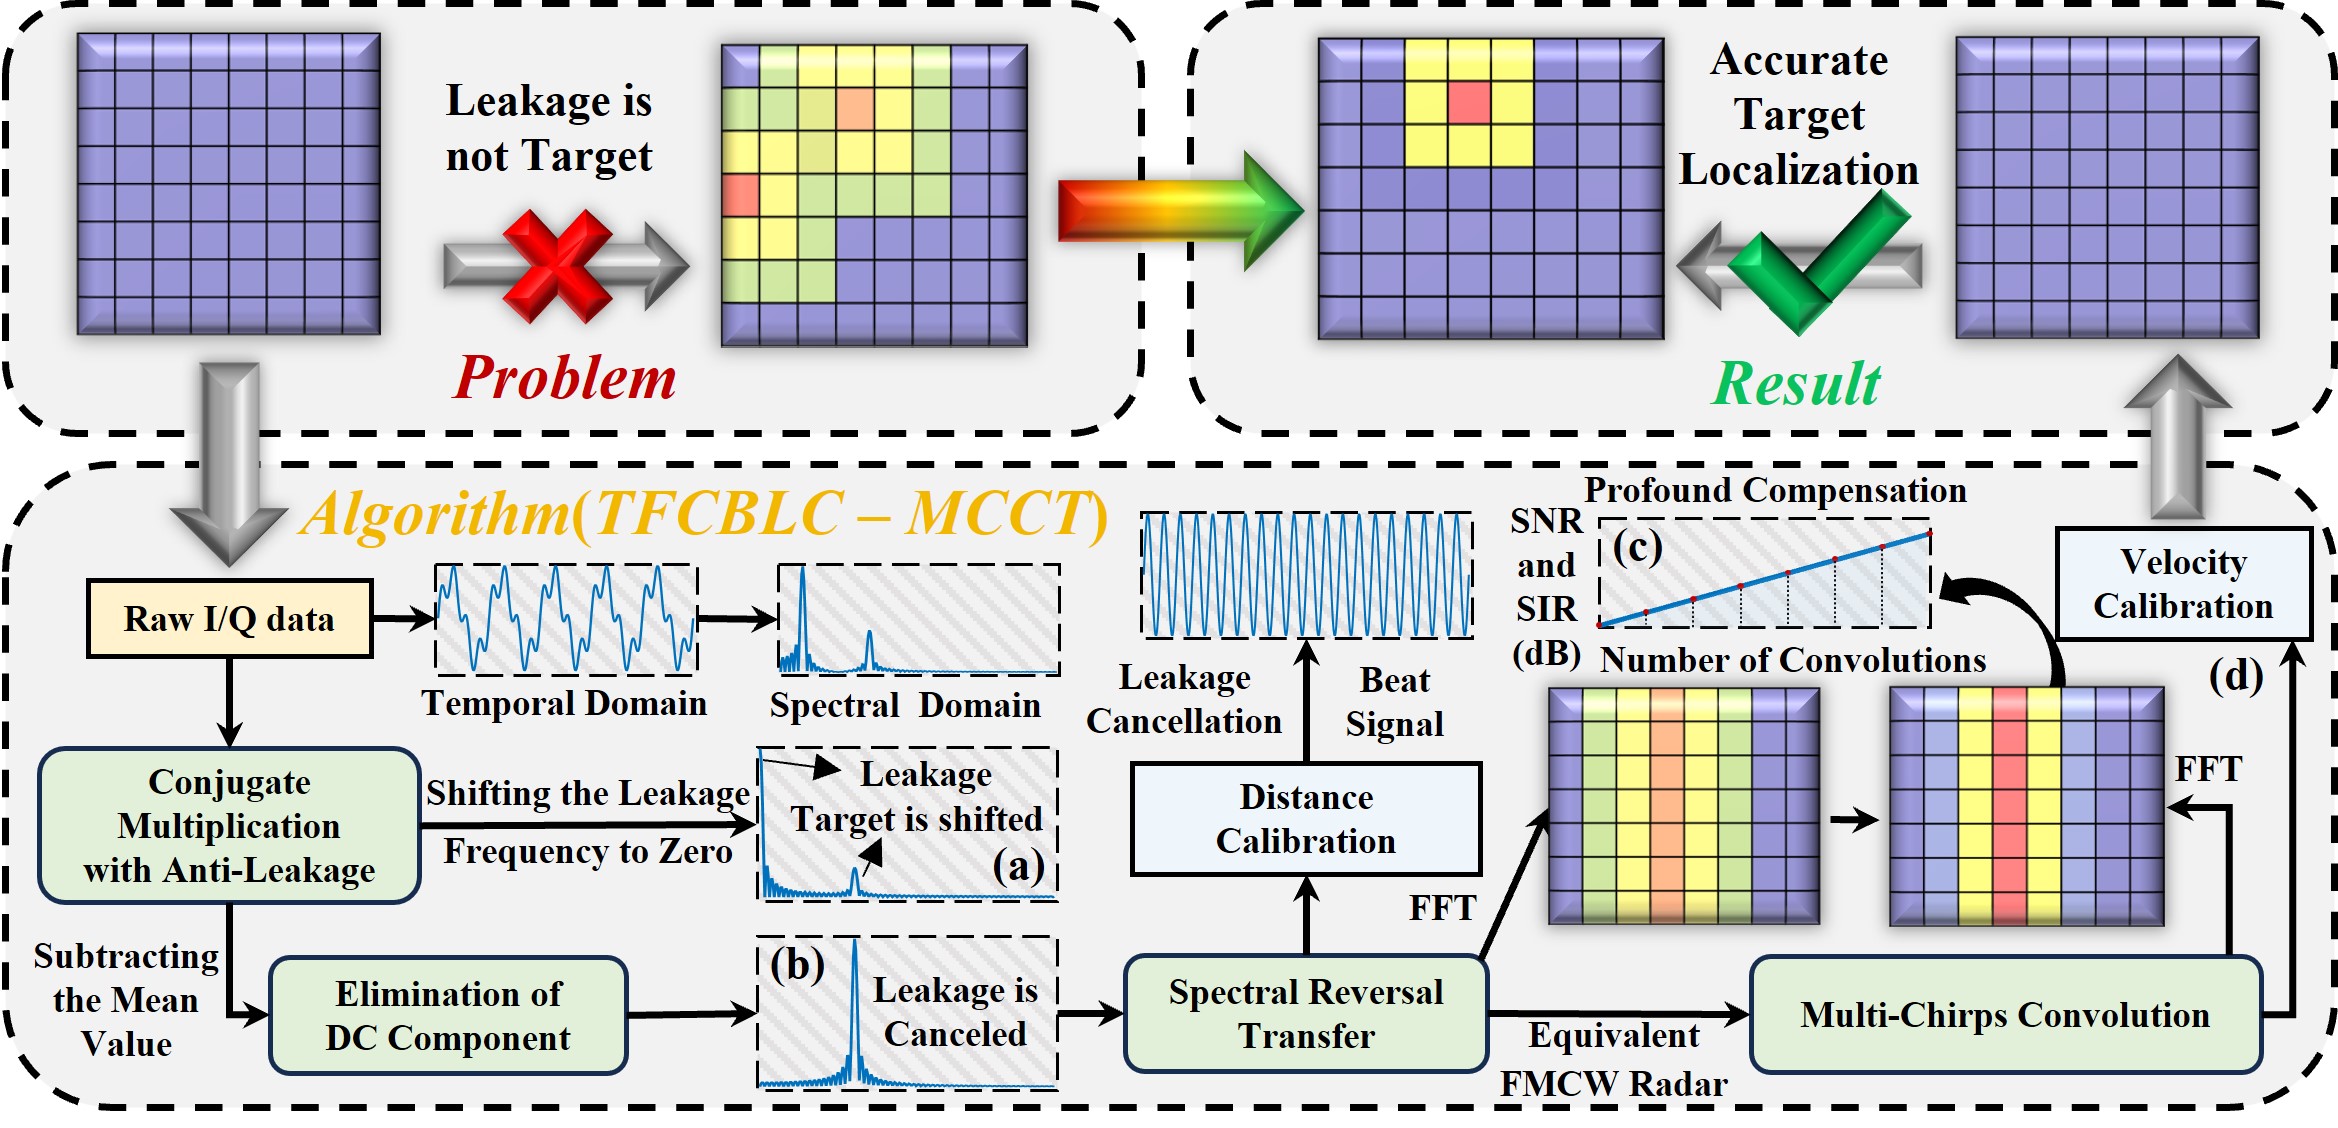 Leakage is
not Target
Problem
Accurate
Target
Localization
Result
Algorithm(TFCBLC – MCCT)
Raw I/Q data
Temporal Domain
Spectral Domain
Conjugate
Multiplication
with Anti-Leakage
Shifting the Leakage
Frequency to Zero
Leakage
Target is shifted
(a)
Subtracting
the Mean
Value
Elimination of
DC Component
(b)
Leakage is
Canceled
Leakage
Cancellation
Beat
Signal
Distance
Calibration
Spectral Reversal
Transfer
FFT
Equivalent
FMCW Radar
Profound Compensation
SNR
and
SIR
(dB)
(c)
Number of Convolutions
Multi-Chirps Convolution
FFT
Velocity
Calibration
(d)